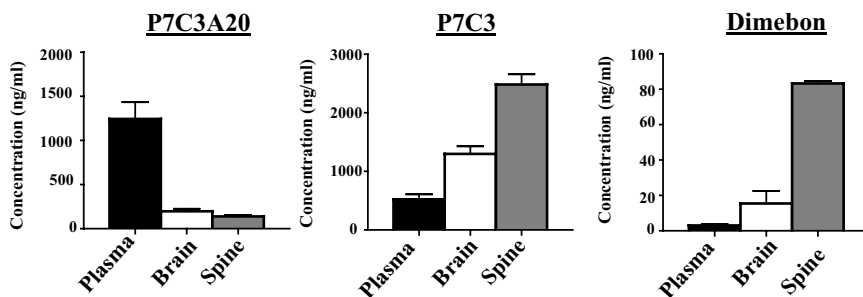 P7C3A20
Concentration (ng/ml)
2000
1500
1000
500
0
Plasma
Brain
Spine
P7C3
Concentration (ng/ml)
3000
2000
1000
0
Plasma
Brain
Spine
Dimebon
Concentration (ng/ml)
100
80
60
40
20
0
Plasma
Brain
Spine